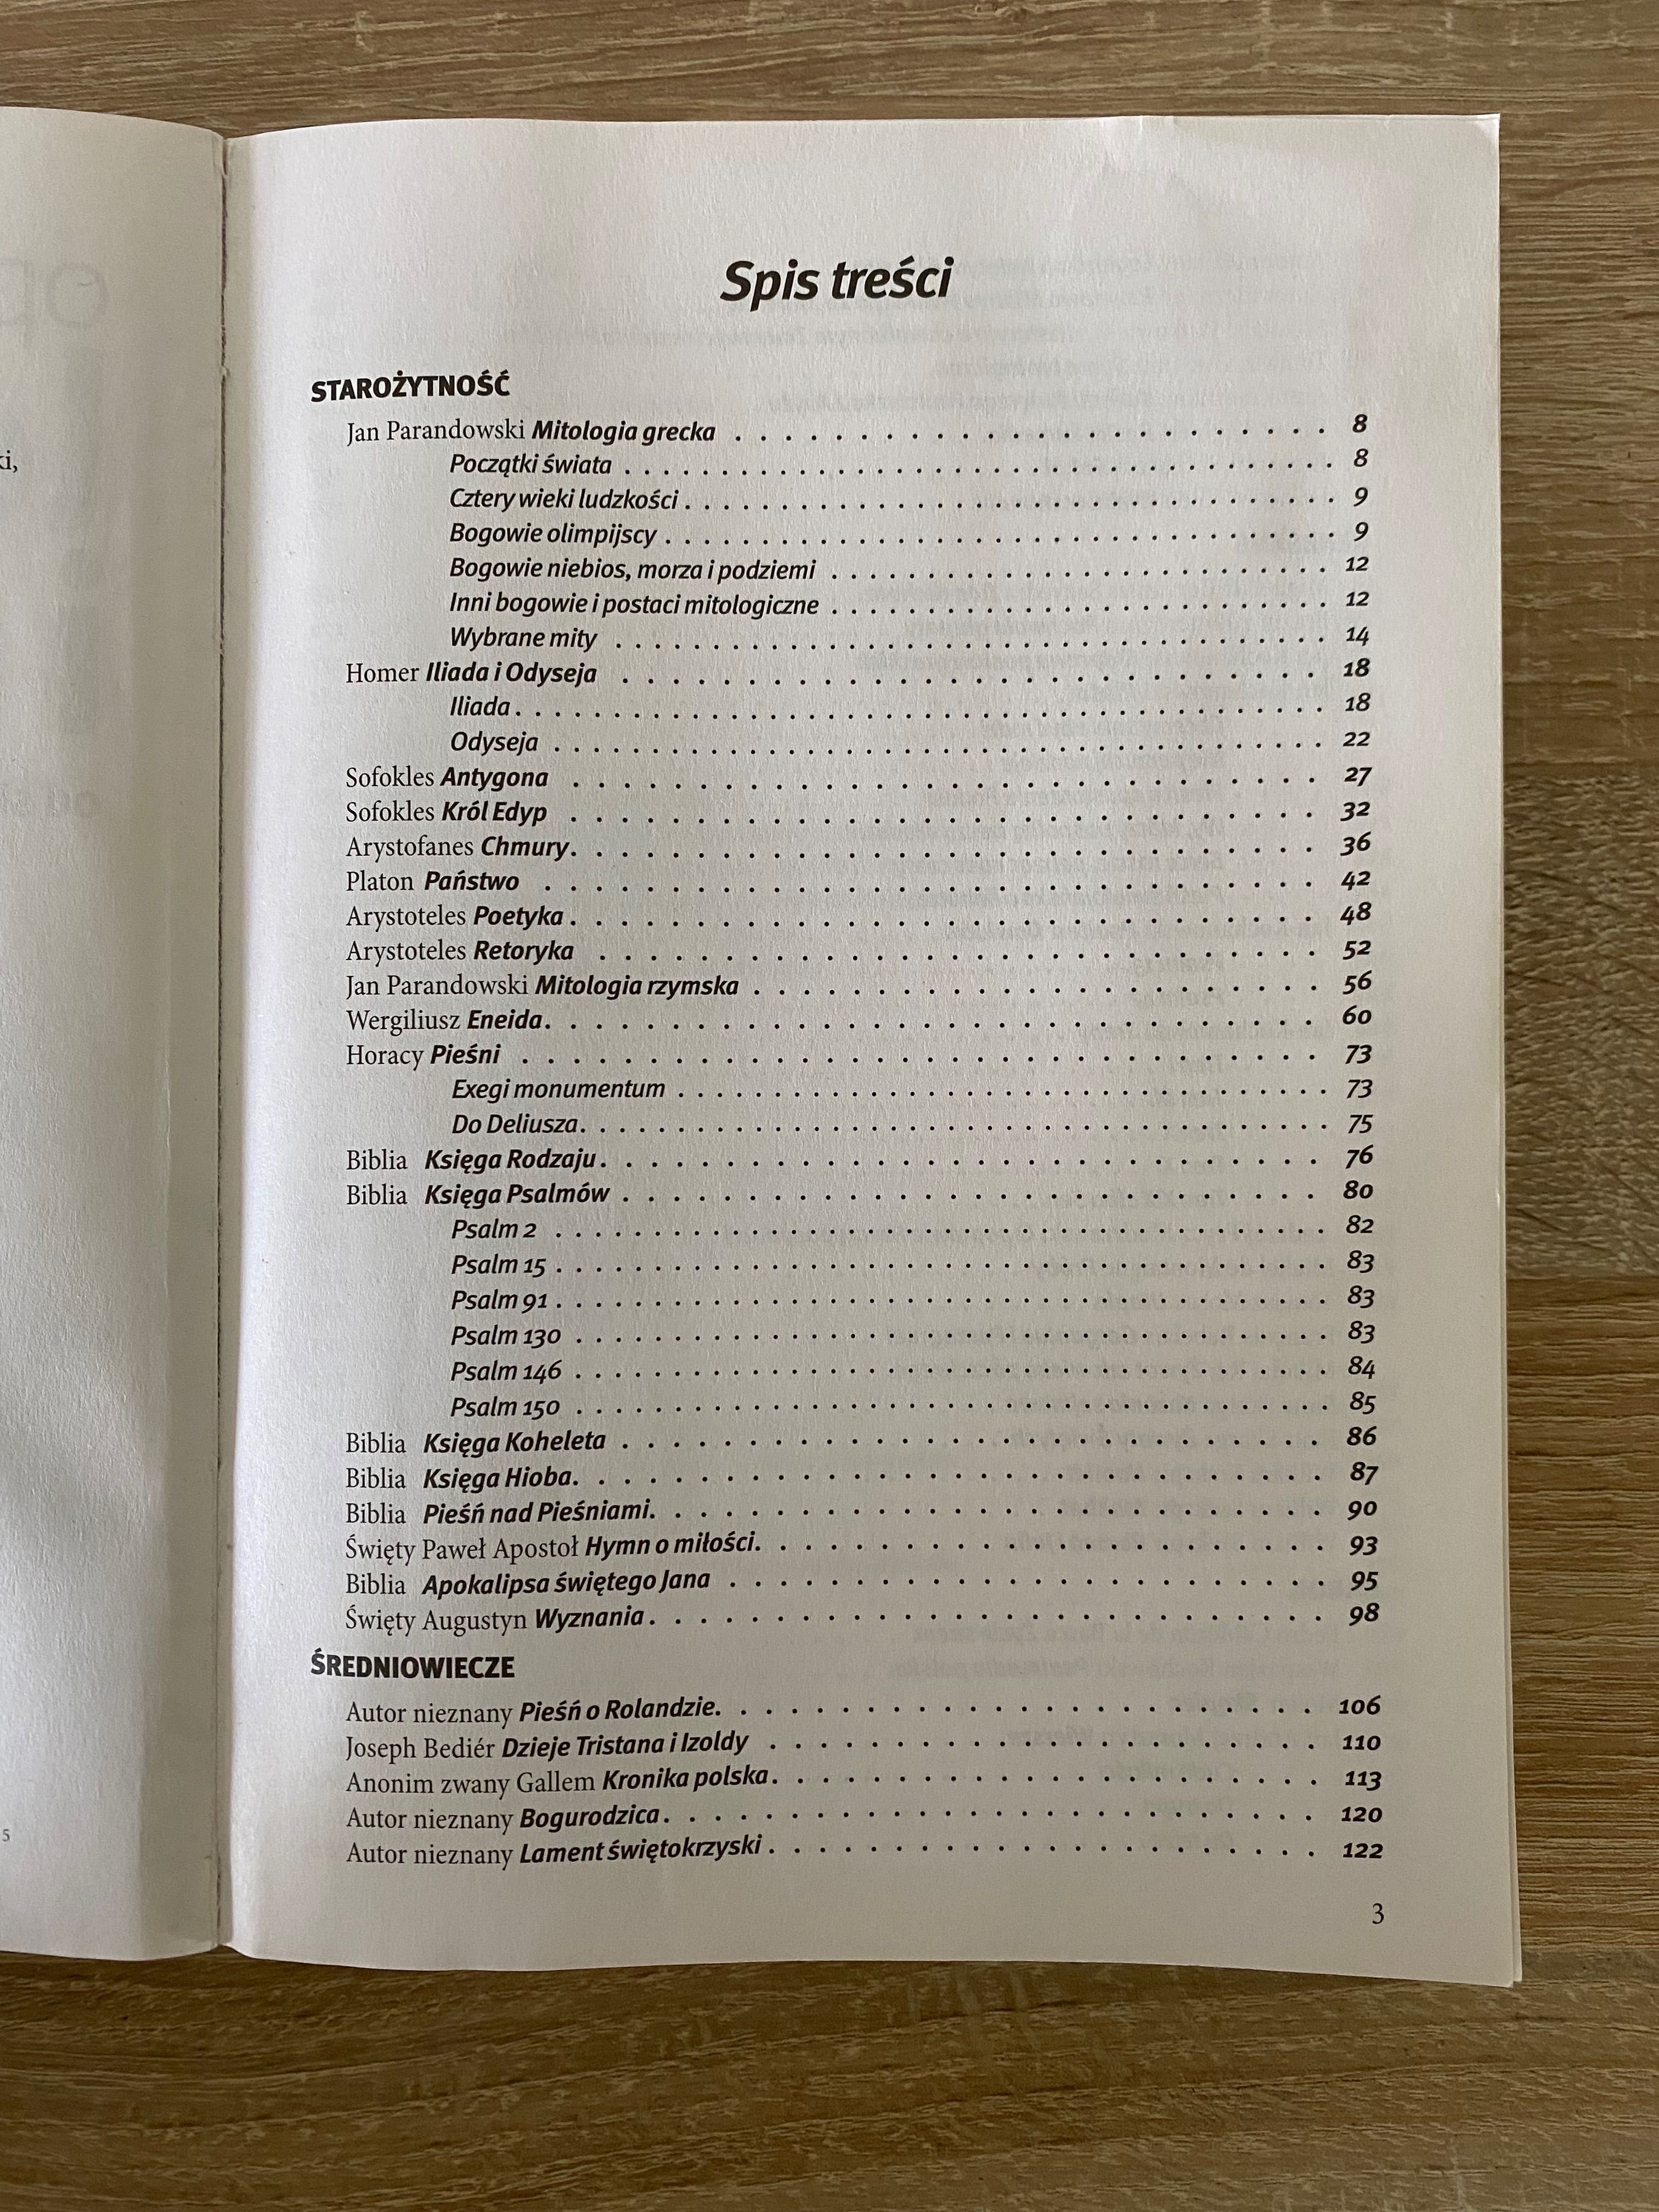 Spis treści
STAROŻYTNOŚĆ
Jan Parandowski Mitologia grecka . . . . . . . . . . . . . . . . . . . . . . . 8
Początki świata . . . . . . . . . . . . . . . . . . . . . . . 8
Cztery wieki ludzkości . . . . . . . . . . . . . . . . . . . . . . . 9
Bogowie olimpijscy . . . . . . . . . . . . . . . . . . . . . . . 9
Bogowie niebios, morza i podziemi . . . . . . . . . . . . . . . . . . . . . . . 12
Inni bogowie i postaci mitologiczne . . . . . . . . . . . . . . . . . . . . . . . 12
Wybrane mity . . . . . . . . . . . . . . . . . . . . . . . 14
Homer Iliada i Odyseja . . . . . . . . . . . . . . . . . . . . . . . 18
Iliada . . . . . . . . . . . . . . . . . . . . . . . 18
Odyseja . . . . . . . . . . . . . . . . . . . . . . . 22
Sofokles Antygona . . . . . . . . . . . . . . . . . . . . . . . 27
Sofokles Król Edyp . . . . . . . . . . . . . . . . . . . . . . . 32
Arystofanes Chmury . . . . . . . . . . . . . . . . . . . . . . . 36
Platon Państwo . . . . . . . . . . . . . . . . . . . . . . . 42
Arystoteles Poetyka . . . . . . . . . . . . . . . . . . . . . . . 48
Arystoteles Retoryka . . . . . . . . . . . . . . . . . . . . . . . 52
Jan Parandowski Mitologia rzymska . . . . . . . . . . . . . . . . . . . . . . . 56
Wergiliusz Eneida . . . . . . . . . . . . . . . . . . . . . . . 60
Horacy Pieśni . . . . . . . . . . . . . . . . . . . . . . . 73
Exegi monumentum . . . . . . . . . . . . . . . . . . . . . . . 73
Do Deliusza . . . . . . . . . . . . . . . . . . . . . . . 75
Biblia Księga Rodzaju . . . . . . . . . . . . . . . . . . . . . . . 76
Biblia Księga Psalmów . . . . . . . . . . . . . . . . . . . . . . . 80
Psalm 2 . . . . . . . . . . . . . . . . . . . . . . . 82
Psalm 15 . . . . . . . . . . . . . . . . . . . . . . . 83
Psalm 91 . . . . . . . . . . . . . . . . . . . . . . . 83
Psalm 130 . . . . . . . . . . . . . . . . . . . . . . . 83
Psalm 146 . . . . . . . . . . . . . . . . . . . . . . . 84
Psalm 150 . . . . . . . . . . . . . . . . . . . . . . . 85
Biblia Księga Koheleta . . . . . . . . . . . . . . . . . . . . . . . 86
Biblia Księga Hioba . . . . . . . . . . . . . . . . . . . . . . . 87
Biblia Pieśń nad Pieśniami . . . . . . . . . . . . . . . . . . . . . . . 90
Święty Paweł Apostoł Hymn o miłości . . . . . . . . . . . . . . . . . . . . . . . 93
Biblia Apokalipsa świętego Jana . . . . . . . . . . . . . . . . . . . . . . . 95
Święty Augustyn Wyznania . . . . . . . . . . . . . . . . . . . . . . . 98
ŚREDNIOWIECZE
Autor nieznany Pieśń o Rolandzie . . . . . . . . . . . . . . . . . . . . . . . 106
Joseph Bediér Dzieje Tristana i Izoldy . . . . . . . . . . . . . . . . . . . . . . . 110
Anonim zwany Gallem Kronika polska . . . . . . . . . . . . . . . . . . . . . . . 113
Autor nieznany Bogurodzica . . . . . . . . . . . . . . . . . . . . . . . 120
Autor nieznany Lament świętokrzyski . . . . . . . . . . . . . . . . . . . . . . . 122
3